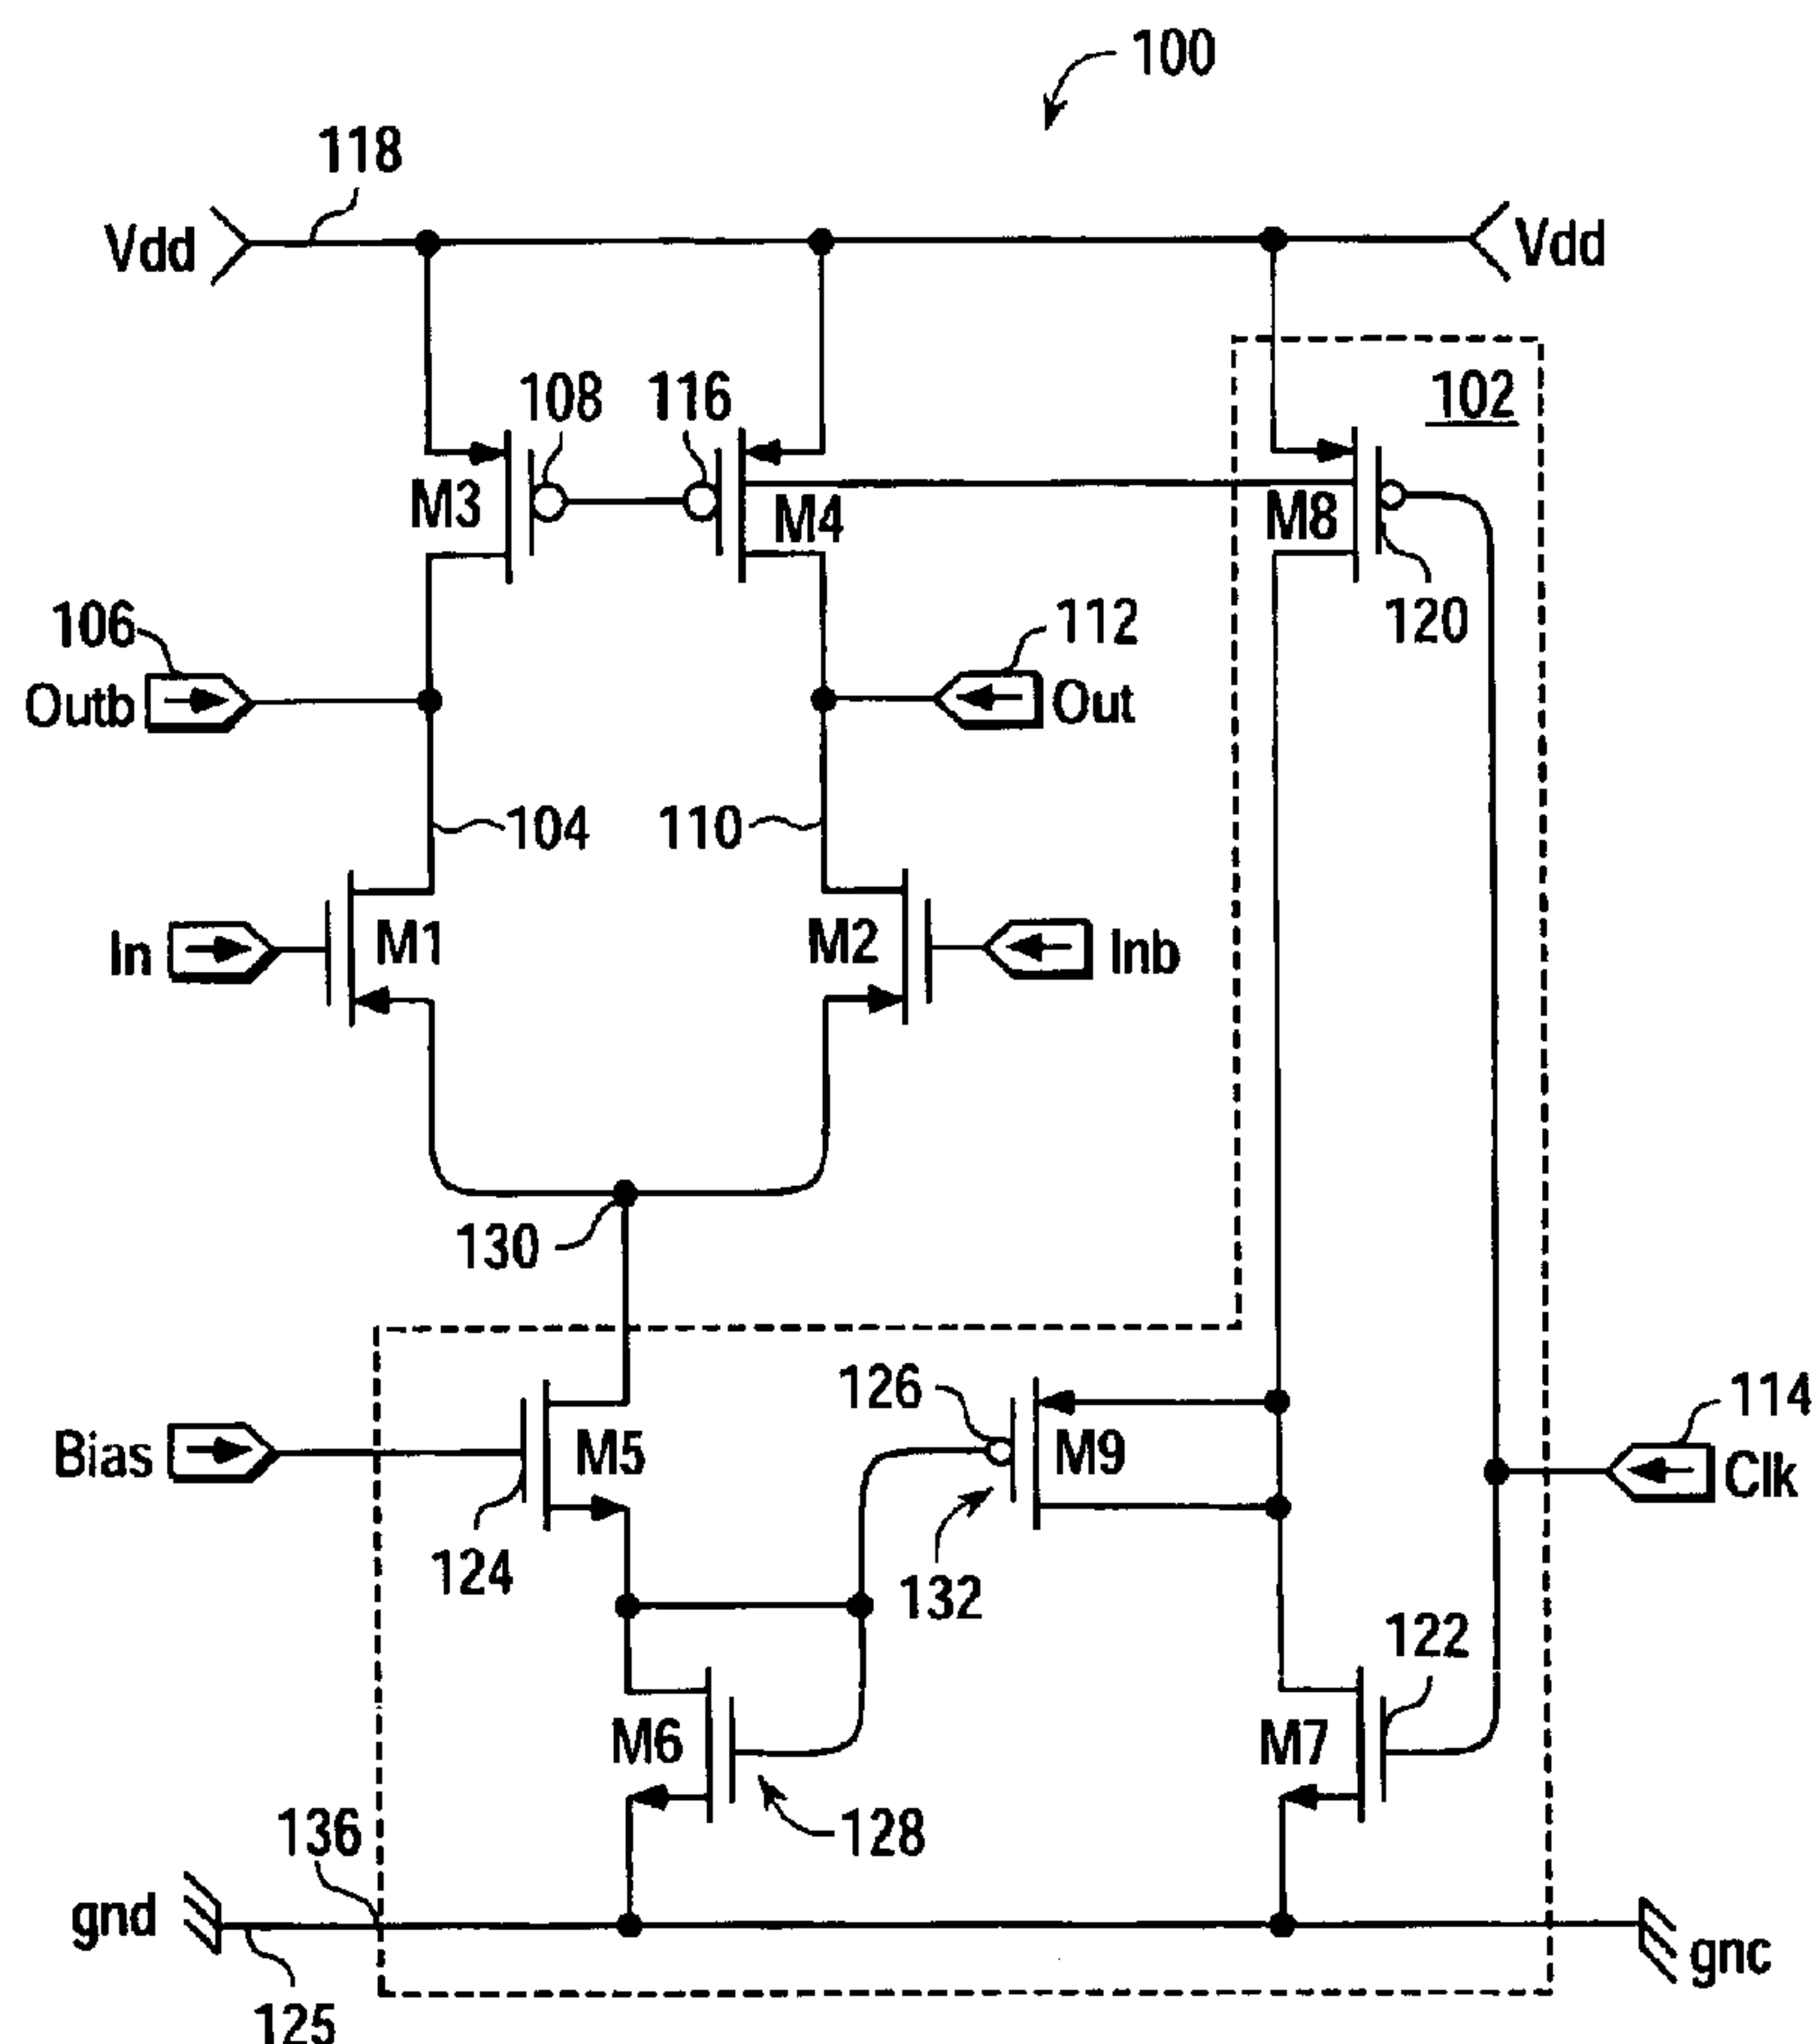 100
118
Vdd
Vdd
108
116
102
M3
M4
M8
106
112
120
Outb
Out
104
110
In
M1
M2
Inb
130
126
114
Bias
M5
M9
Clk
124
132
122
M6
M7
136
128
gnd
gnc
125